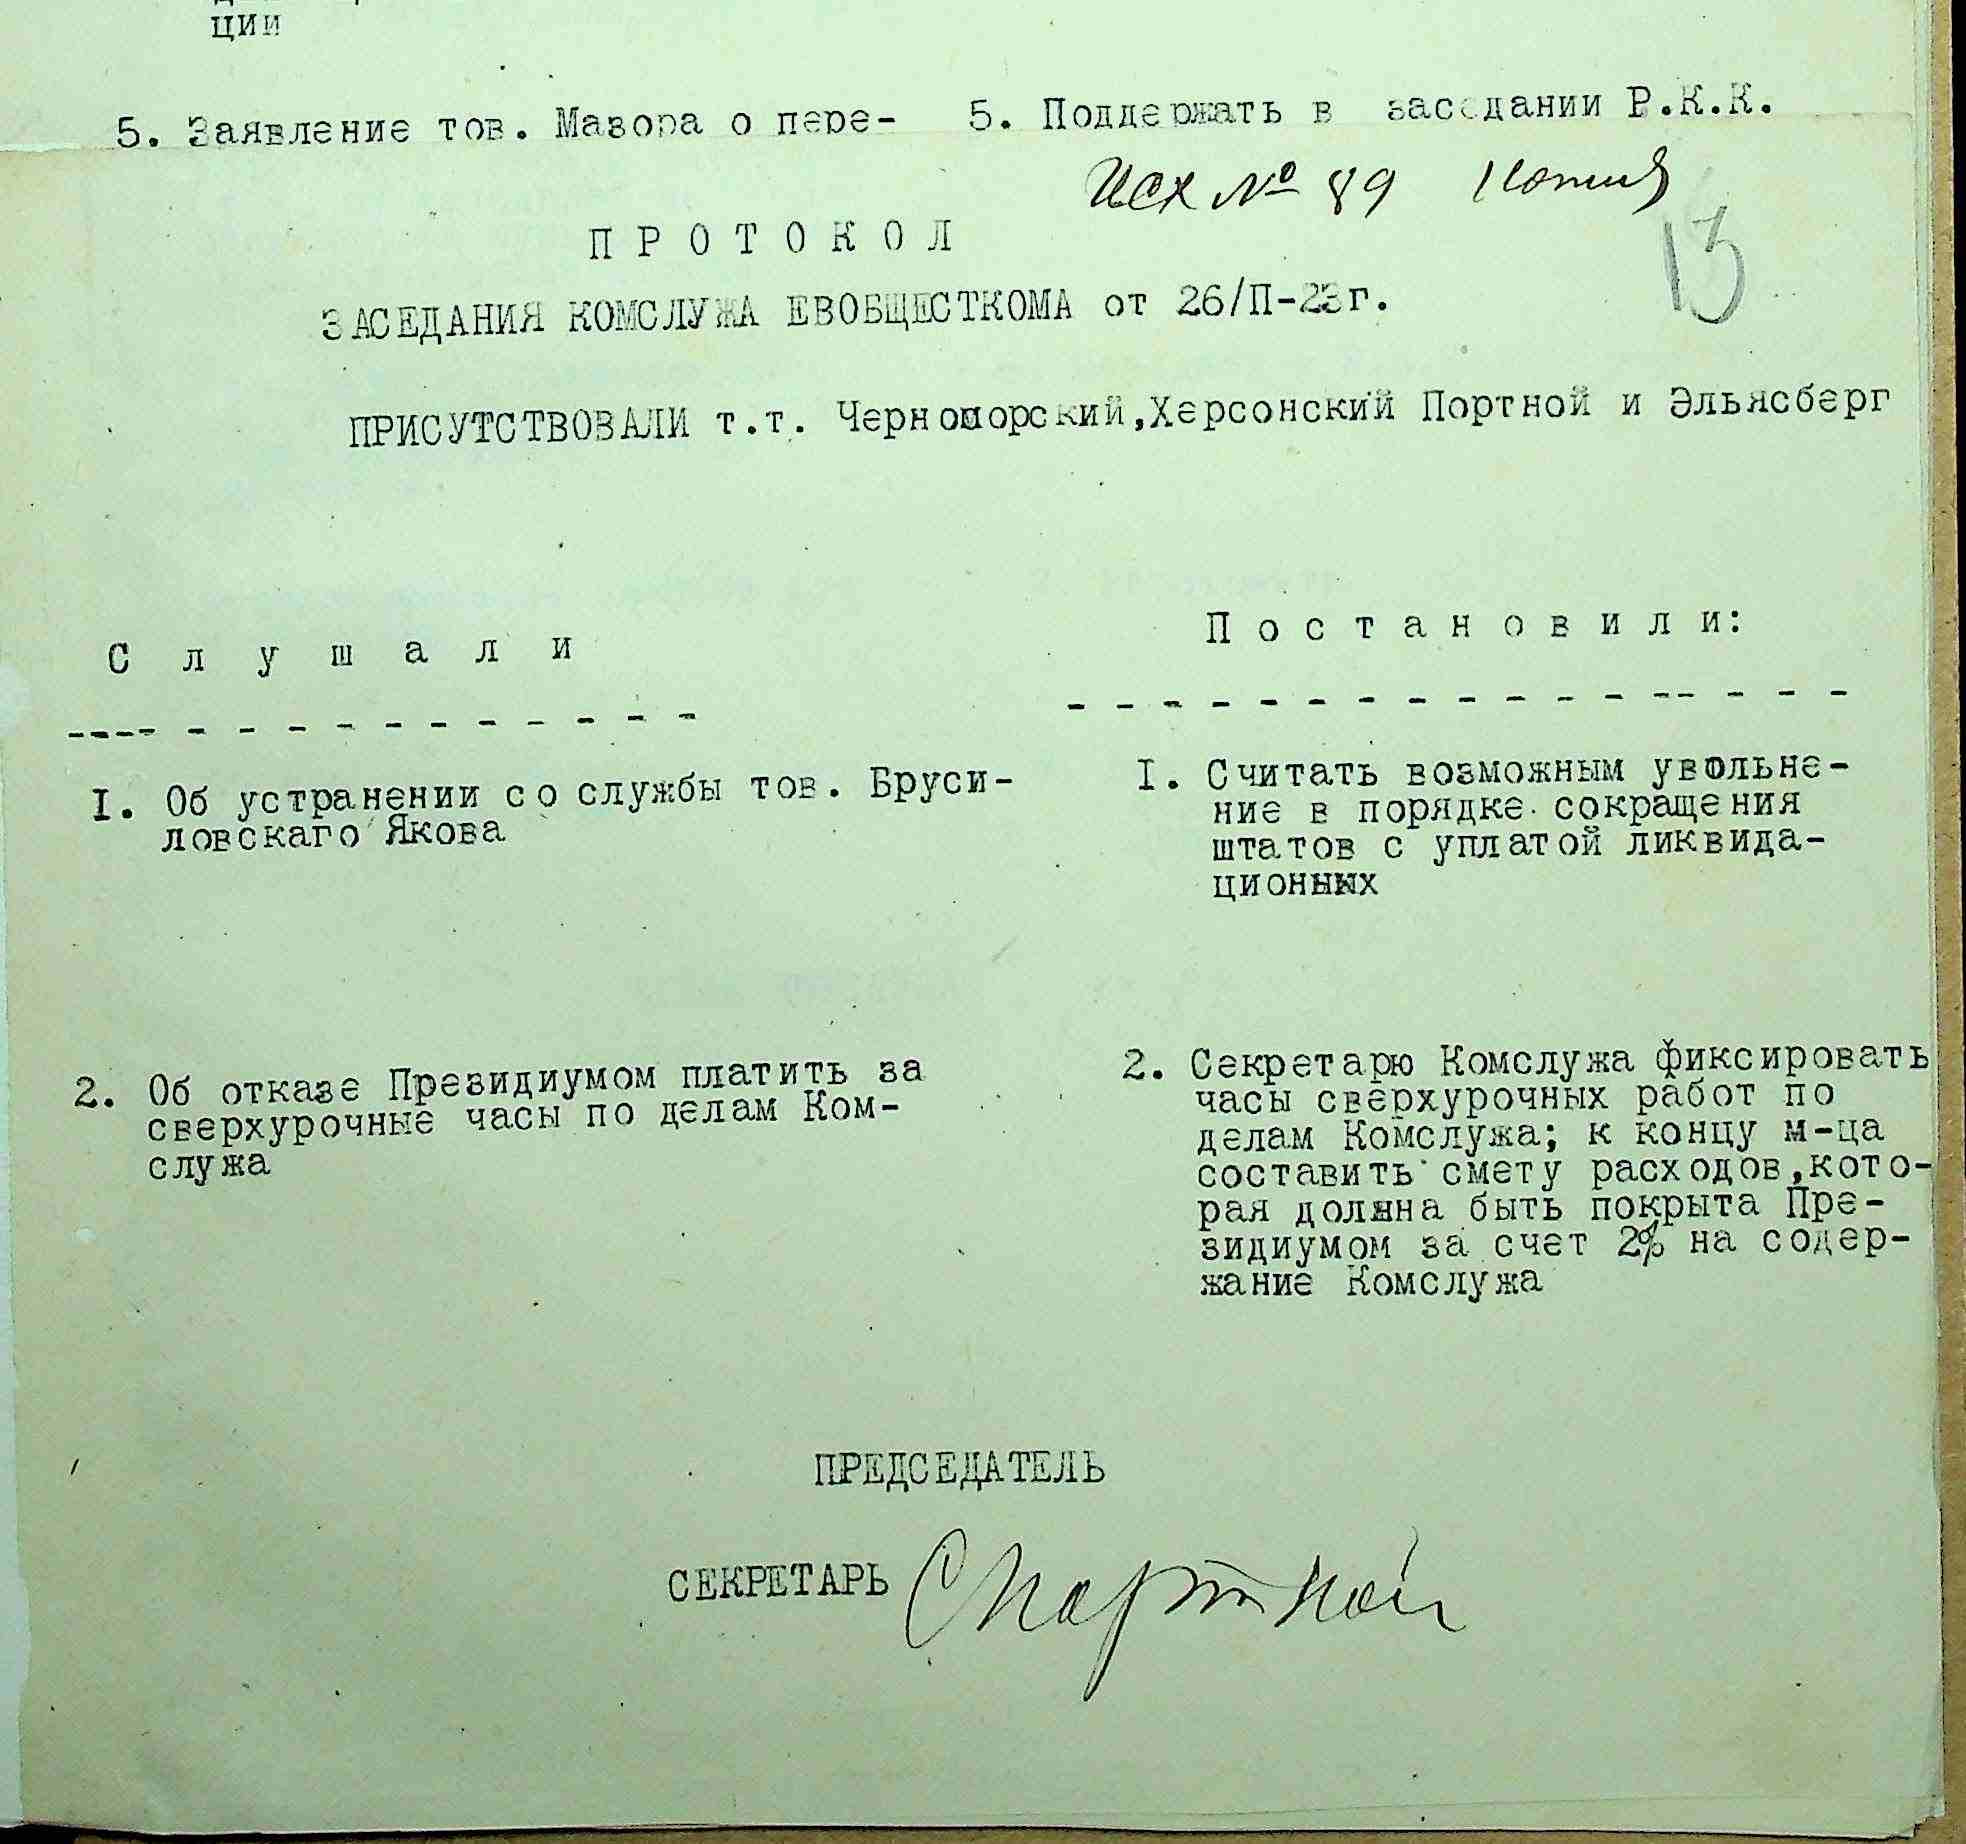 ции
5. Заявление тов. Мазора о пере-
5. Поддержать в заседании Р.К.К.
Исх № 89 Копия
13
ПРОТОКОЛ
ЗАСЕДАНИЯ КОМСЛУЖА ЕВОБЩЕСТКОМА от 26/П-23г.
ПРИСУТСТВОВАЛИ т.т. Черноморский,Херсонский Портной и Эльясберг
Слушали
Постановили:
I. Об устранении со службы тов. Бруси-
ловскаго Якова
I. Считать возможным увольне-
ние в порядке сокращения
штатов с уплатой ликвида-
ционных
2. Об отказе Президиумом платить за
сверхурочные часы по делам Ком-
служа
2. Секретарю Комслужа фиксировать
часы сверхурочных работ по
делам Комслужа; к концу м-ца
составить смету расходов,кото-
рая должна быть покрыта Пре-
зидиумом за счет 2% на содер-
жание Комслужа
ПРЕДСЕДАТЕЛЬ
СЕКРЕТАРЬ СПортной